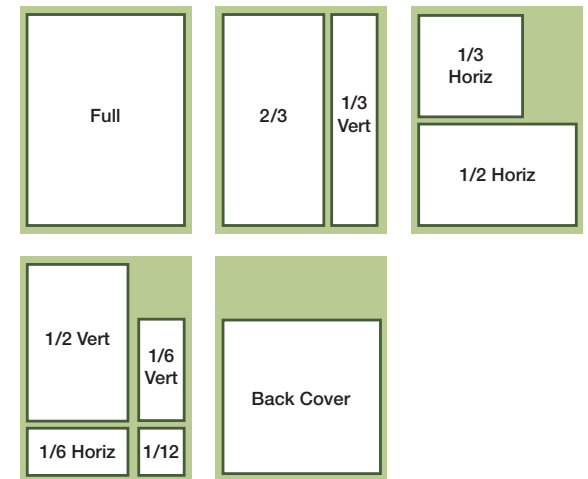 Full
2/3
1/3
Vert
1/3
Horiz
1/2 Horiz
1/2 Vert
1/6
Vert
1/6 Horiz
1/12
Back Cover